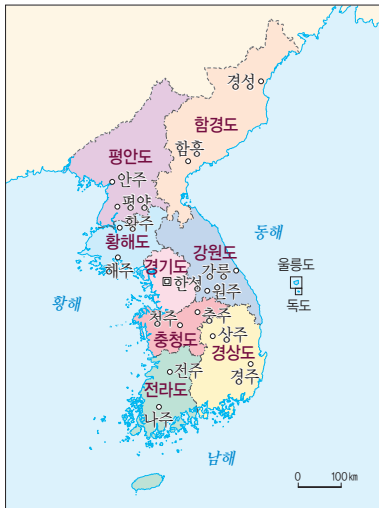 경성
함경도
함흥
평안도
안주
평양
황주
황해도
해주
동해
강원도
강릉
울릉도
독도
경기도
한성
원주
황해
충주
청주
충청도
상주
경상도
경주
전주
전라도
나주
남해
0 100km